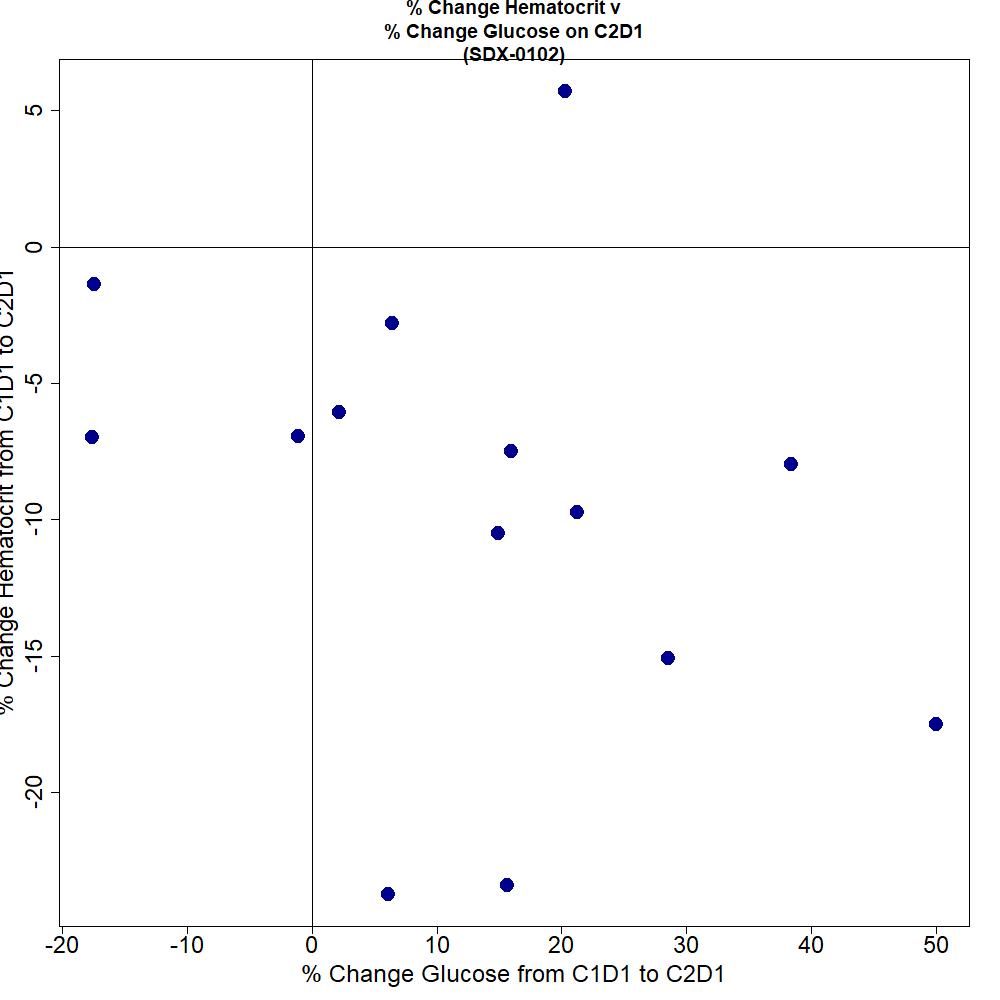 % Change Hematocrit v
% Change Glucose on C2D1
(SDX-0102)
% Change Hematocrit from C1D1 to C2D1
5
0
-5
-10
-15
-20
-20 -10 0 10 20 30 40 50
% Change Glucose from C1D1 to C2D1